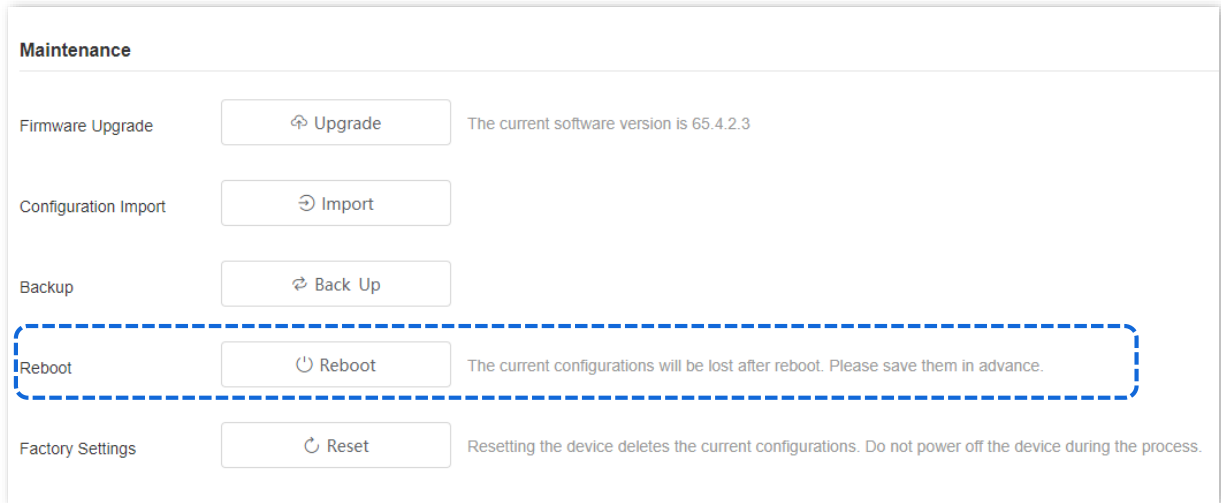 Maintenance
Firmware Upgrade Upgrade The current software version is 65.4.2.3
Configuration Import Import
Backup Back Up
Reboot Reboot The current configurations will be lost after reboot. Please save them in advance.
Factory Settings Reset Resetting the device deletes the current configurations. Do not power off the device during the process.